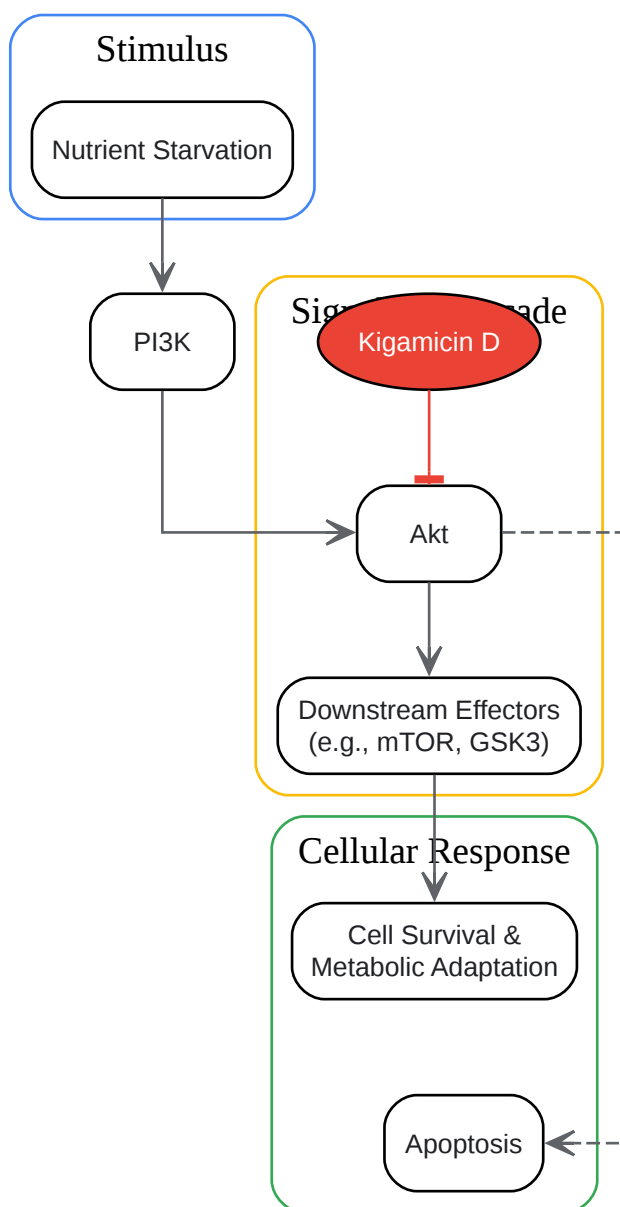 Stimulus
Nutrient Starvation
PI3K
Kigamicin D
Akt
Downstream Effectors
(e.g., mTOR, GSK3)
Cellular Response
Cell Survival &
Metabolic Adaptation
Apoptosis